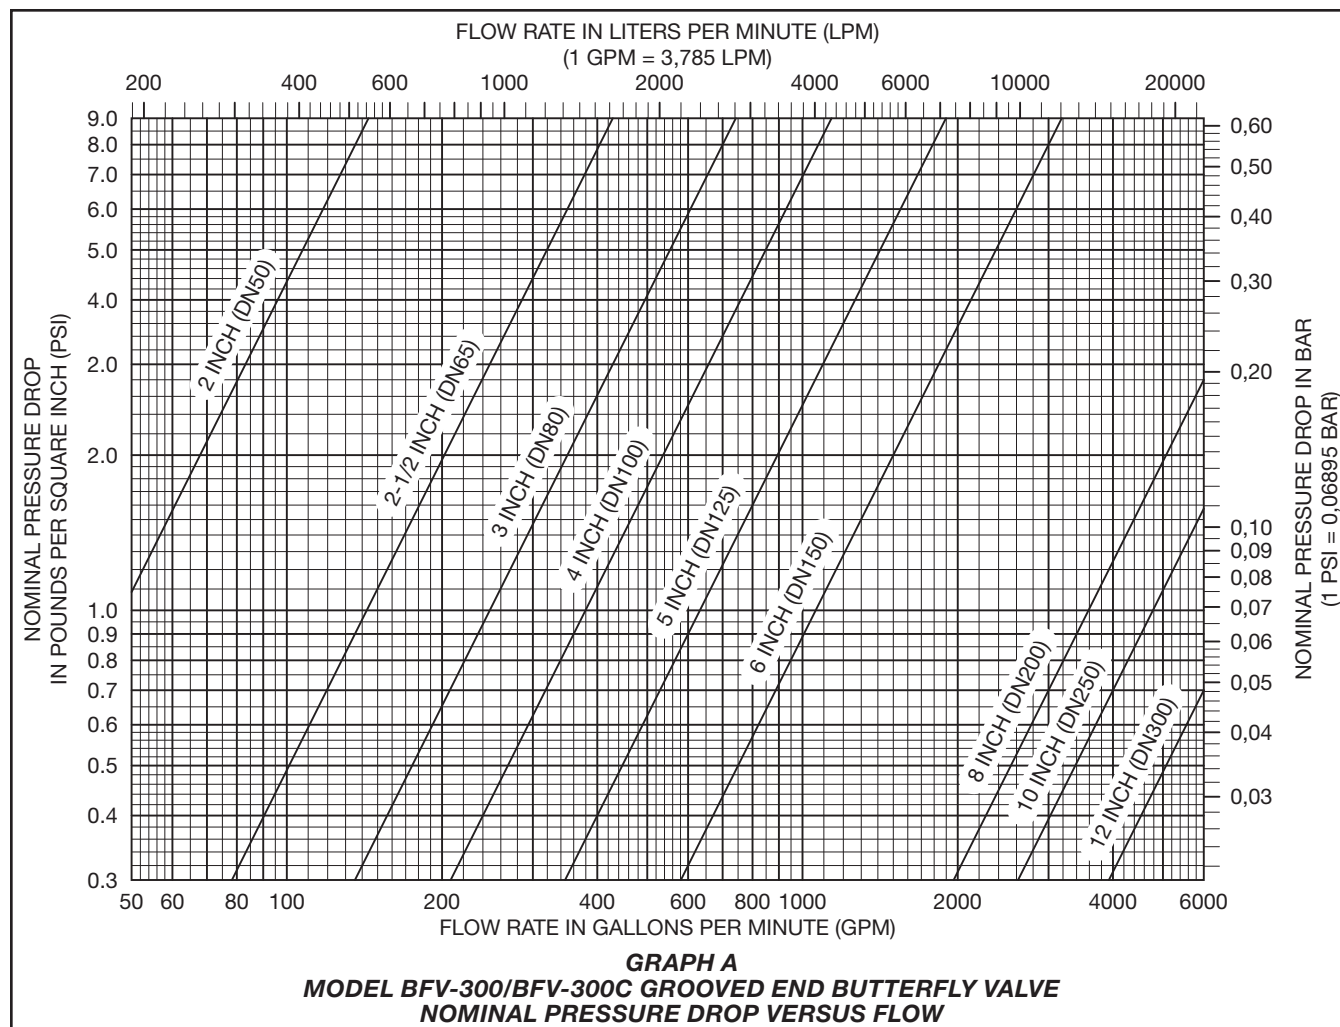 FLOW RATE IN LITERS PER MINUTE (LPM)
(1 GPM = 3,785 LPM)
200 400 600 1000 2000 4000 6000 10000 20000
NOMINAL PRESSURE DROP
IN POUNDS PER SQUARE INCH (PSI)
9.0
8.0
7.0
6.0
5.0
4.0
2.0
2.0
1.0
0.9
0.8
0.7
0.6
0.5
0.4
0.3
2 INCH (DN50)
2-1/2 INCH (DN65)
3 INCH (DN80)
4 INCH (DN100)
5 INCH (DN125)
6 INCH (DN150)
8 INCH (DN200)
10 INCH (DN250)
12 INCH (DN300)
0,60
0,50
0,40
0,30
0,20
0,10
0,09
0,08
0,07
0,06
0,05
0,04
0,03
NOMINAL PRESSURE DROP IN BAR
(1 PSI = 0,06895 BAR)
50 60 80 100 200 400 600 800 1000 2000 4000 6000
FLOW RATE IN GALLONS PER MINUTE (GPM)
GRAPH A
MODEL BFV-300/BFV-300C GROOVED END BUTTERFLY VALVE
NOMINAL PRESSURE DROP VERSUS FLOW